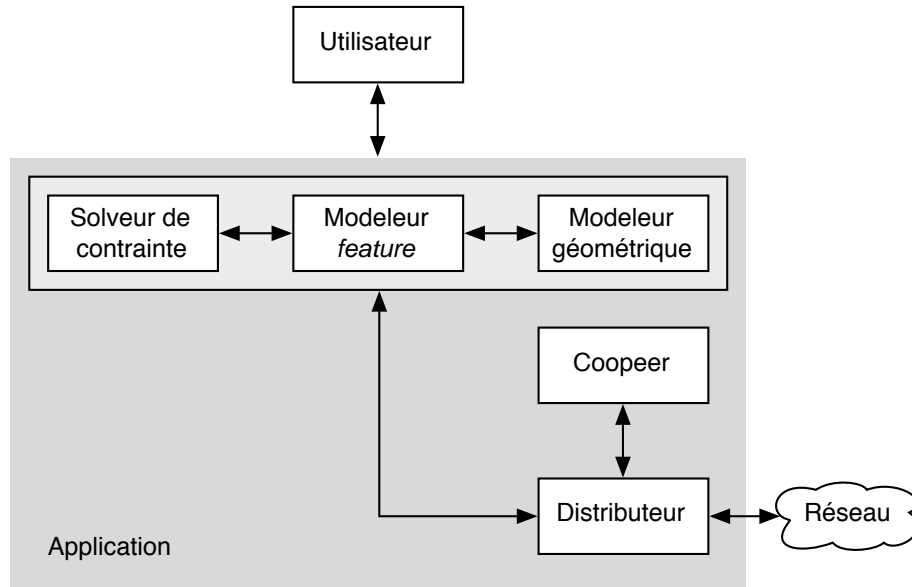 Utilisateur
Solveur de
contrainte
Modeleur
feature
Modeleur
géométrique
Coopeer
Distributeur
Réseau
Application